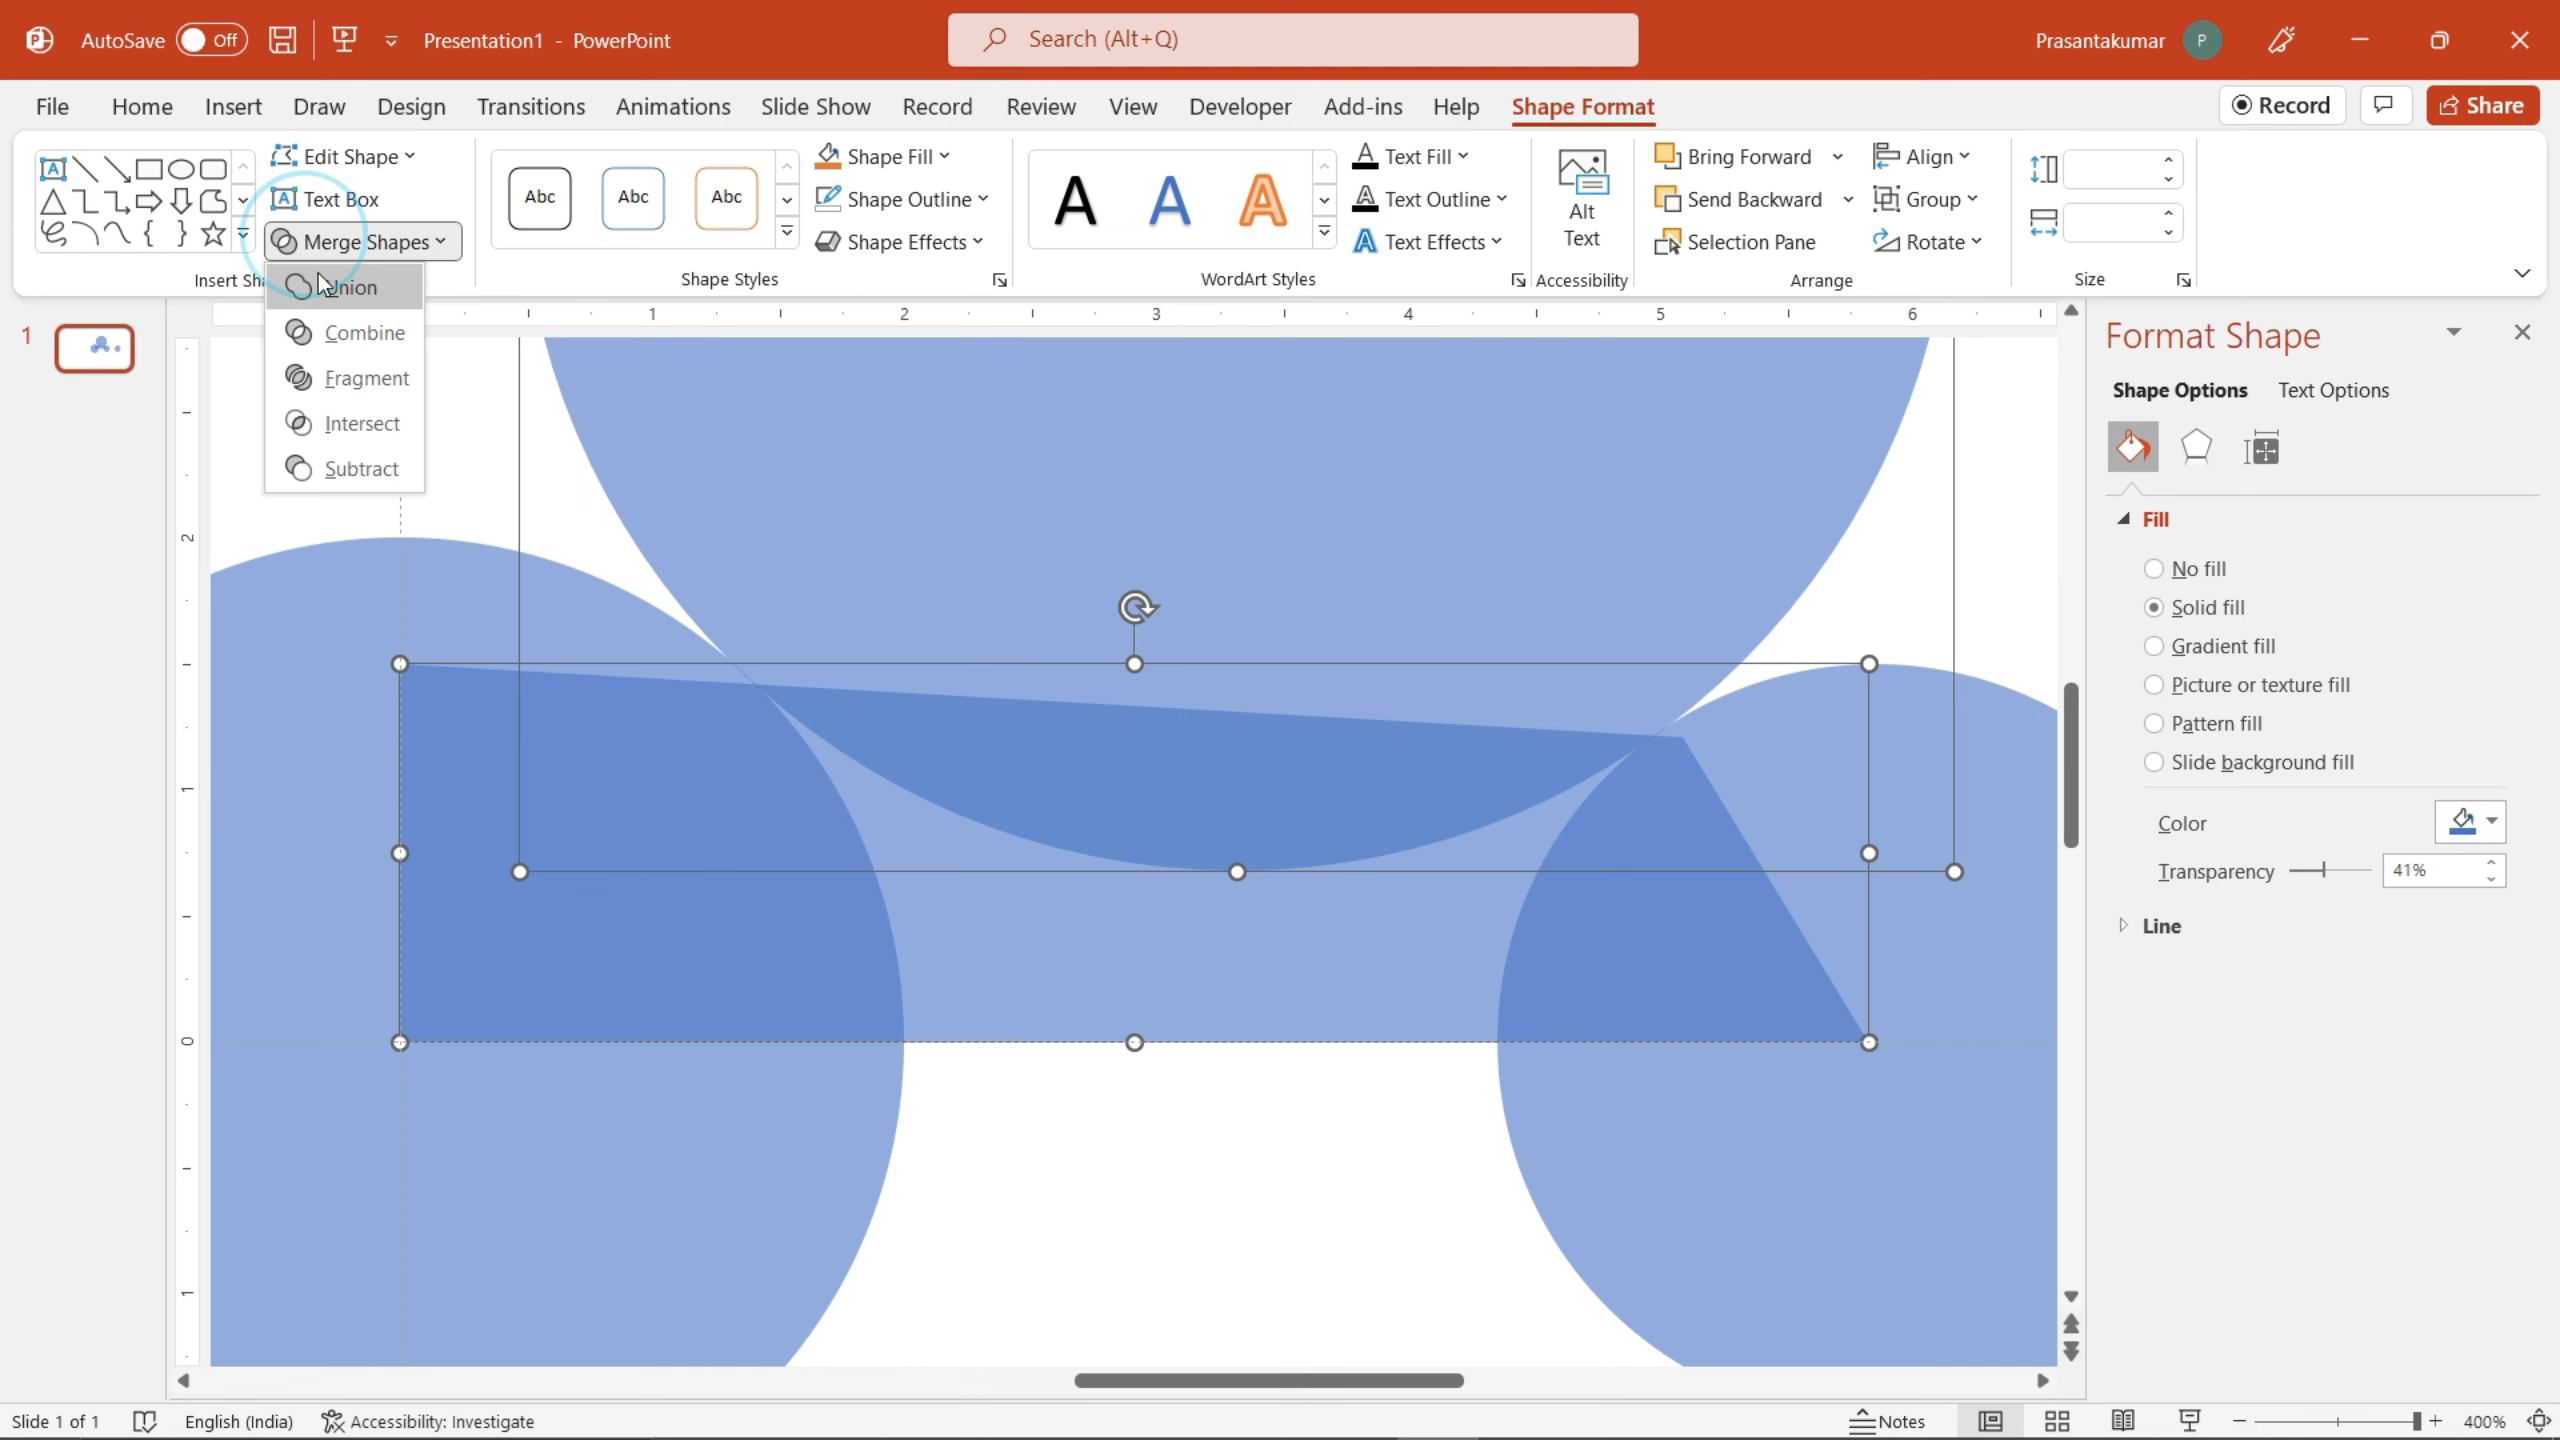 AutoSave Off Presentation1 - PowerPoint Search (Alt+Q) Prasantakumar P
File Home Insert Draw Design Transitions Animations Slide Show Record Review View Developer Add-ins Help Shape Format Record Share
Edit Shape
Text Box
Merge Shapes
Insert Sha
Abc Abc Abc
Shape Fill
Shape Outline
Shape Effects
Shape Styles
A A A
Text Fill
Text Outline
Text Effects
WordArt Styles
Alt
Text
Accessibility
Bring Forward
Send Backward
Selection Pane
Align
Group
Rotate
Arrange
Size
Union
Combine
Fragment
Intersect
Subtract
1
1 2 3 4 5 6
2
1
0
1
Format Shape
Shape Options Text Options
Fill
No fill
Solid fill
Gradient fill
Picture or texture fill
Pattern fill
Slide background fill
Color
Transparency 41%
Line
Slide 1 of 1 English (India) Accessibility: Investigate Notes 400%